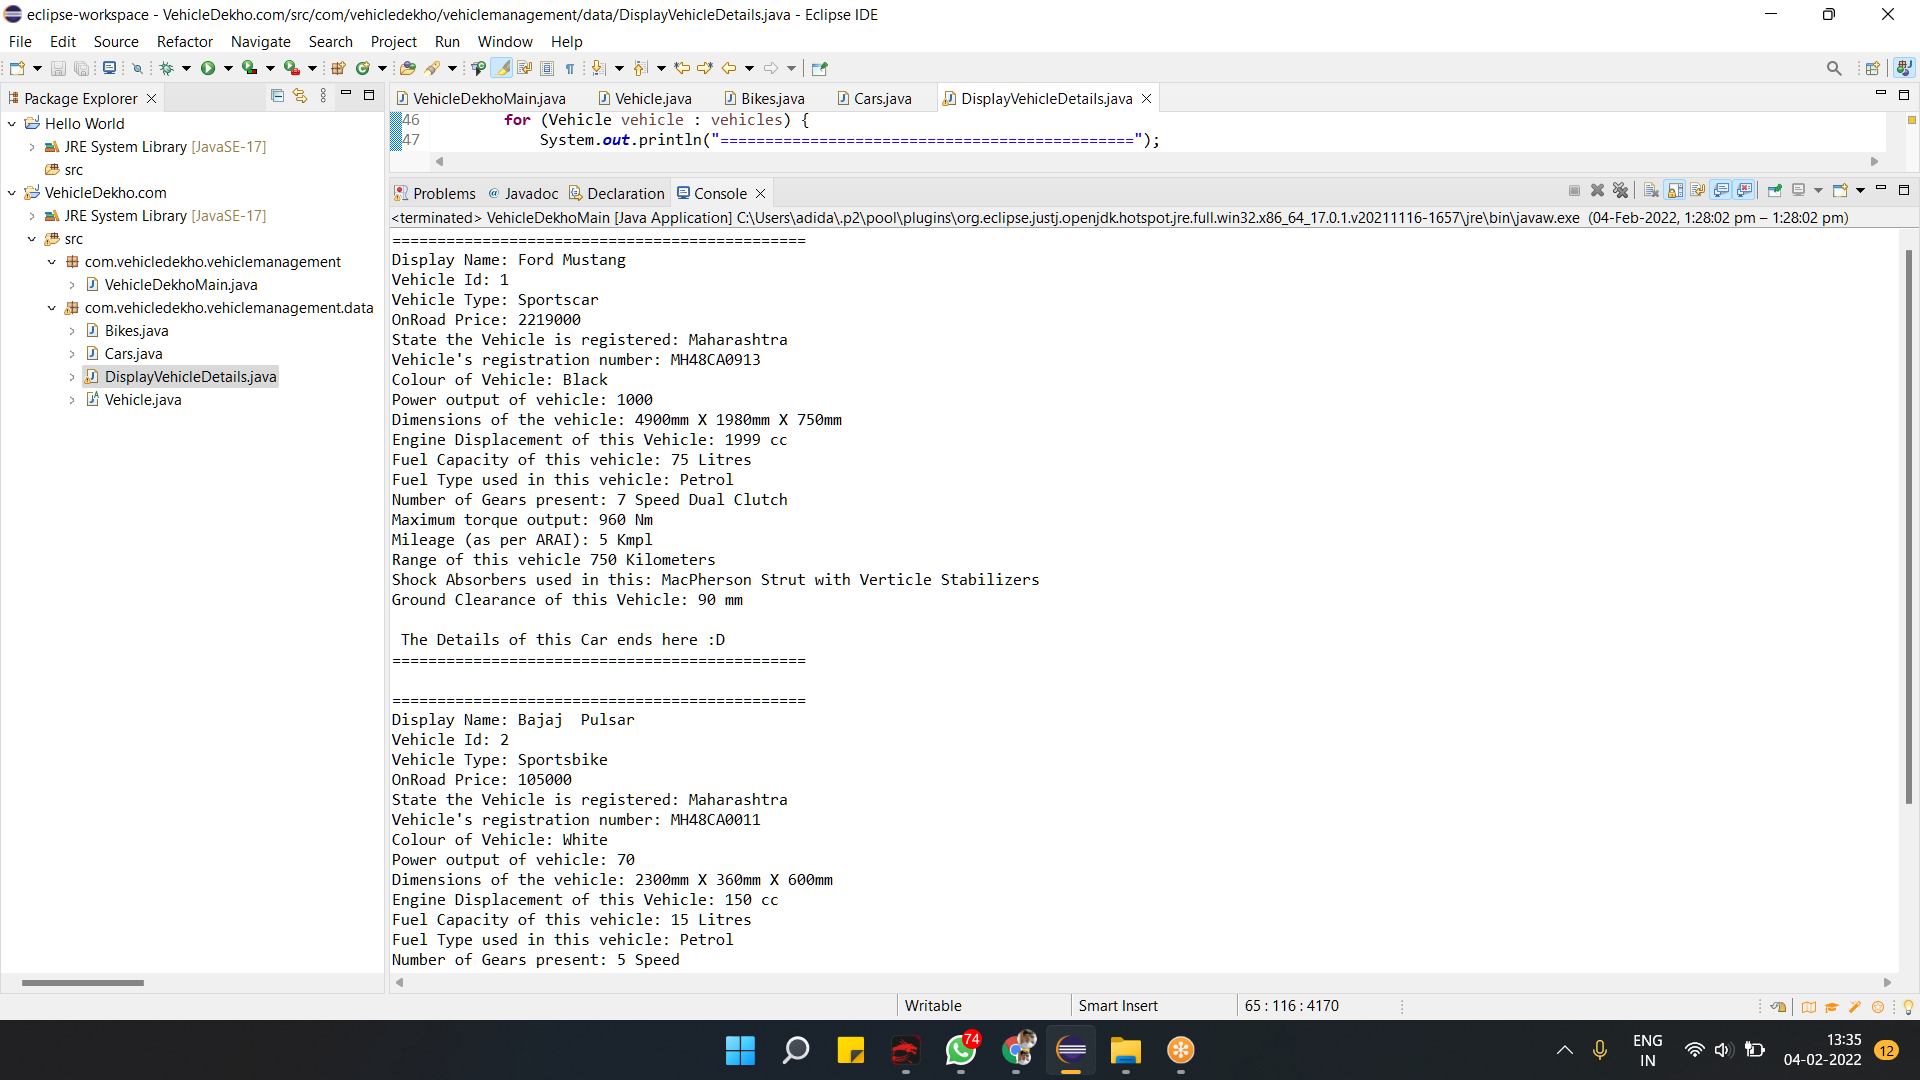 eclipse-workspace - VehicleDekho.com/src/com/vehicledekho/vehiclemanagement/data/DisplayVehicleDetails.java - Eclipse IDE
File Edit Source Refactor Navigate Search Project Run Window Help
Package Explorer
Hello World
JRE System Library [JavaSE-17]
src
VehicleDekho.com
JRE System Library [JavaSE-17]
src
com.vehicledekho.vehiclemanagement
VehicleDekhoMain.java
com.vehicledekho.vehiclemanagement.data
Bikes.java
Cars.java
DisplayVehicleDetails.java
Vehicle.java
VehicleDekhoMain.java Vehicle.java Bikes.java Cars.java DisplayVehicleDetails.java
46 for (Vehicle vehicle : vehicles) {
47 System.out.println("==============================================");
Problems Javadoc Declaration Console
<terminated> VehicleDekhoMain [Java Application] C:\Users\adida\.p2\pool\plugins\org.eclipse.justj.openjdk.hotspot.jre.full.win32.x86_64_17.0.1.v20211116-1657\jre\bin\javaw.exe (04-Feb-2022, 1:28:02 pm – 1:28:02 pm)
==============================================
Display Name: Ford Mustang
Vehicle Id: 1
Vehicle Type: Sportscar
OnRoad Price: 2219000
State the Vehicle is registered: Maharashtra
Vehicle's registration number: MH48CA0913
Colour of Vehicle: Black
Power output of vehicle: 1000
Dimensions of the vehicle: 4900mm X 1980mm X 750mm
Engine Displacement of this Vehicle: 1999 cc
Fuel Capacity of this vehicle: 75 Litres
Fuel Type used in this vehicle: Petrol
Number of Gears present: 7 Speed Dual Clutch
Maximum torque output: 960 Nm
Mileage (as per ARAI): 5 Kmpl
Range of this vehicle 750 Kilometers
Shock Absorbers used in this: MacPherson Strut with Verticle Stabilizers
Ground Clearance of this Vehicle: 90 mm
The Details of this Car ends here :D
==============================================
==============================================
Display Name: Bajaj  Pulsar
Vehicle Id: 2
Vehicle Type: Sportsbike
OnRoad Price: 105000
State the Vehicle is registered: Maharashtra
Vehicle's registration number: MH48CA0011
Colour of Vehicle: White
Power output of vehicle: 70
Dimensions of the vehicle: 2300mm X 360mm X 600mm
Engine Displacement of this Vehicle: 150 cc
Fuel Capacity of this vehicle: 15 Litres
Fuel Type used in this vehicle: Petrol
Number of Gears present: 5 Speed
Writable Smart Insert 65 : 116 : 4170
74
ENG
IN
13:35
04-02-2022
12